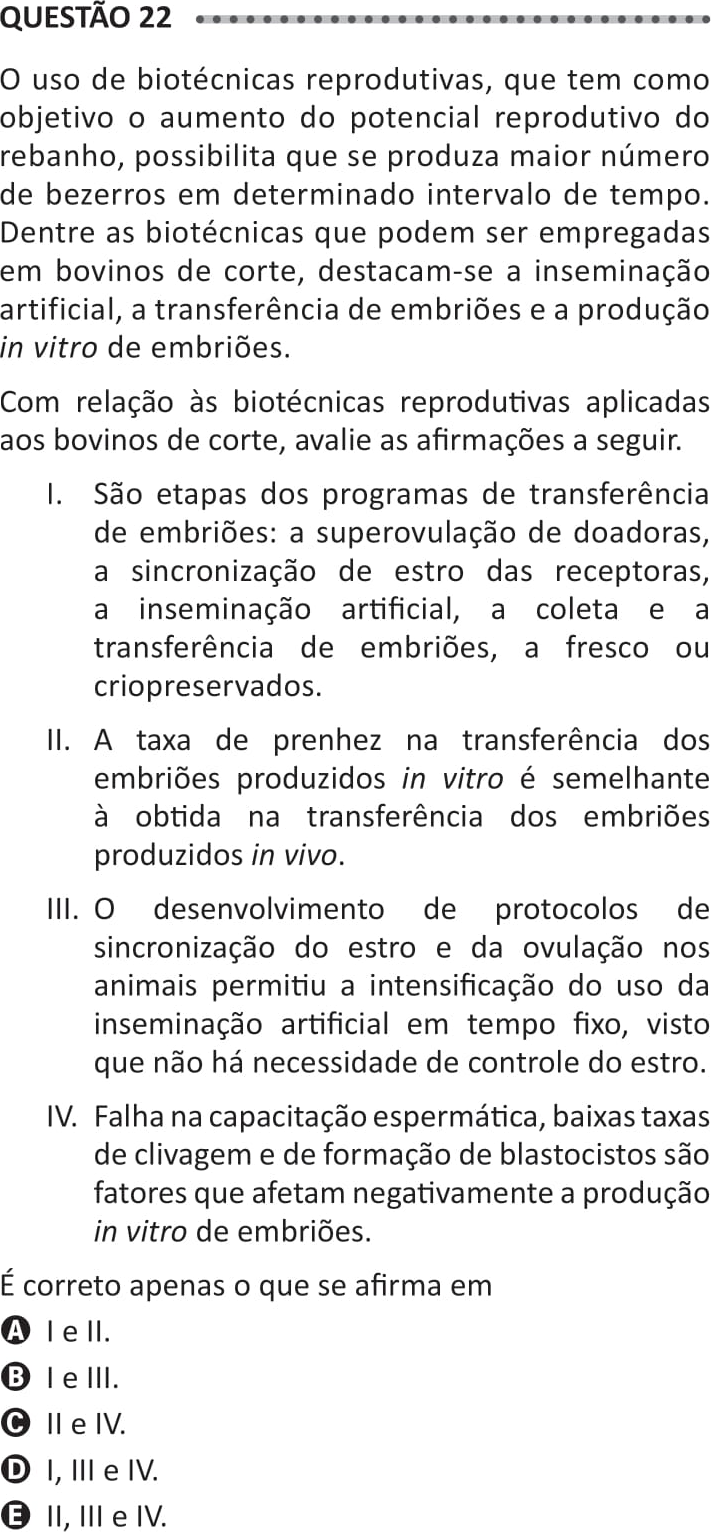 QUESTÃO 22
O uso de biotécnicas reprodutivas, que tem como
objetivo o aumento do potencial reprodutivo do
rebanho, possibilita que se produza maior número
de bezerros em determinado intervalo de tempo.
Dentre as biotécnicas que podem ser empregadas
em bovinos de corte, destacam-se a inseminação
artificial, a transferência de embriões e a produção
in vitro de embriões.
Com relação às biotécnicas reprodutivas aplicadas
aos bovinos de corte, avalie as afirmações a seguir.
I. São etapas dos programas de transferência
de embriões: a superovulação de doadoras,
a sincronização de estro das receptoras,
a inseminação artificial, a coleta e a
transferência de embriões, a fresco ou
criopreservados.
II. A taxa de prenhez na transferência dos
embriões produzidos in vitro é semelhante
à obtida na transferência dos embriões
produzidos in vivo.
III. O desenvolvimento de protocolos de
sincronização do estro e da ovulação nos
animais permitiu a intensificação do uso da
inseminação artificial em tempo fixo, visto
que não há necessidade de controle do estro.
IV. Falha na capacitação espermática, baixas taxas
de clivagem e de formação de blastocistos são
fatores que afetam negativamente a produção
in vitro de embriões.
É correto apenas o que se afirma em
A I e II.
B I e III.
C II e IV.
D I, III e IV.
E II, III e IV.